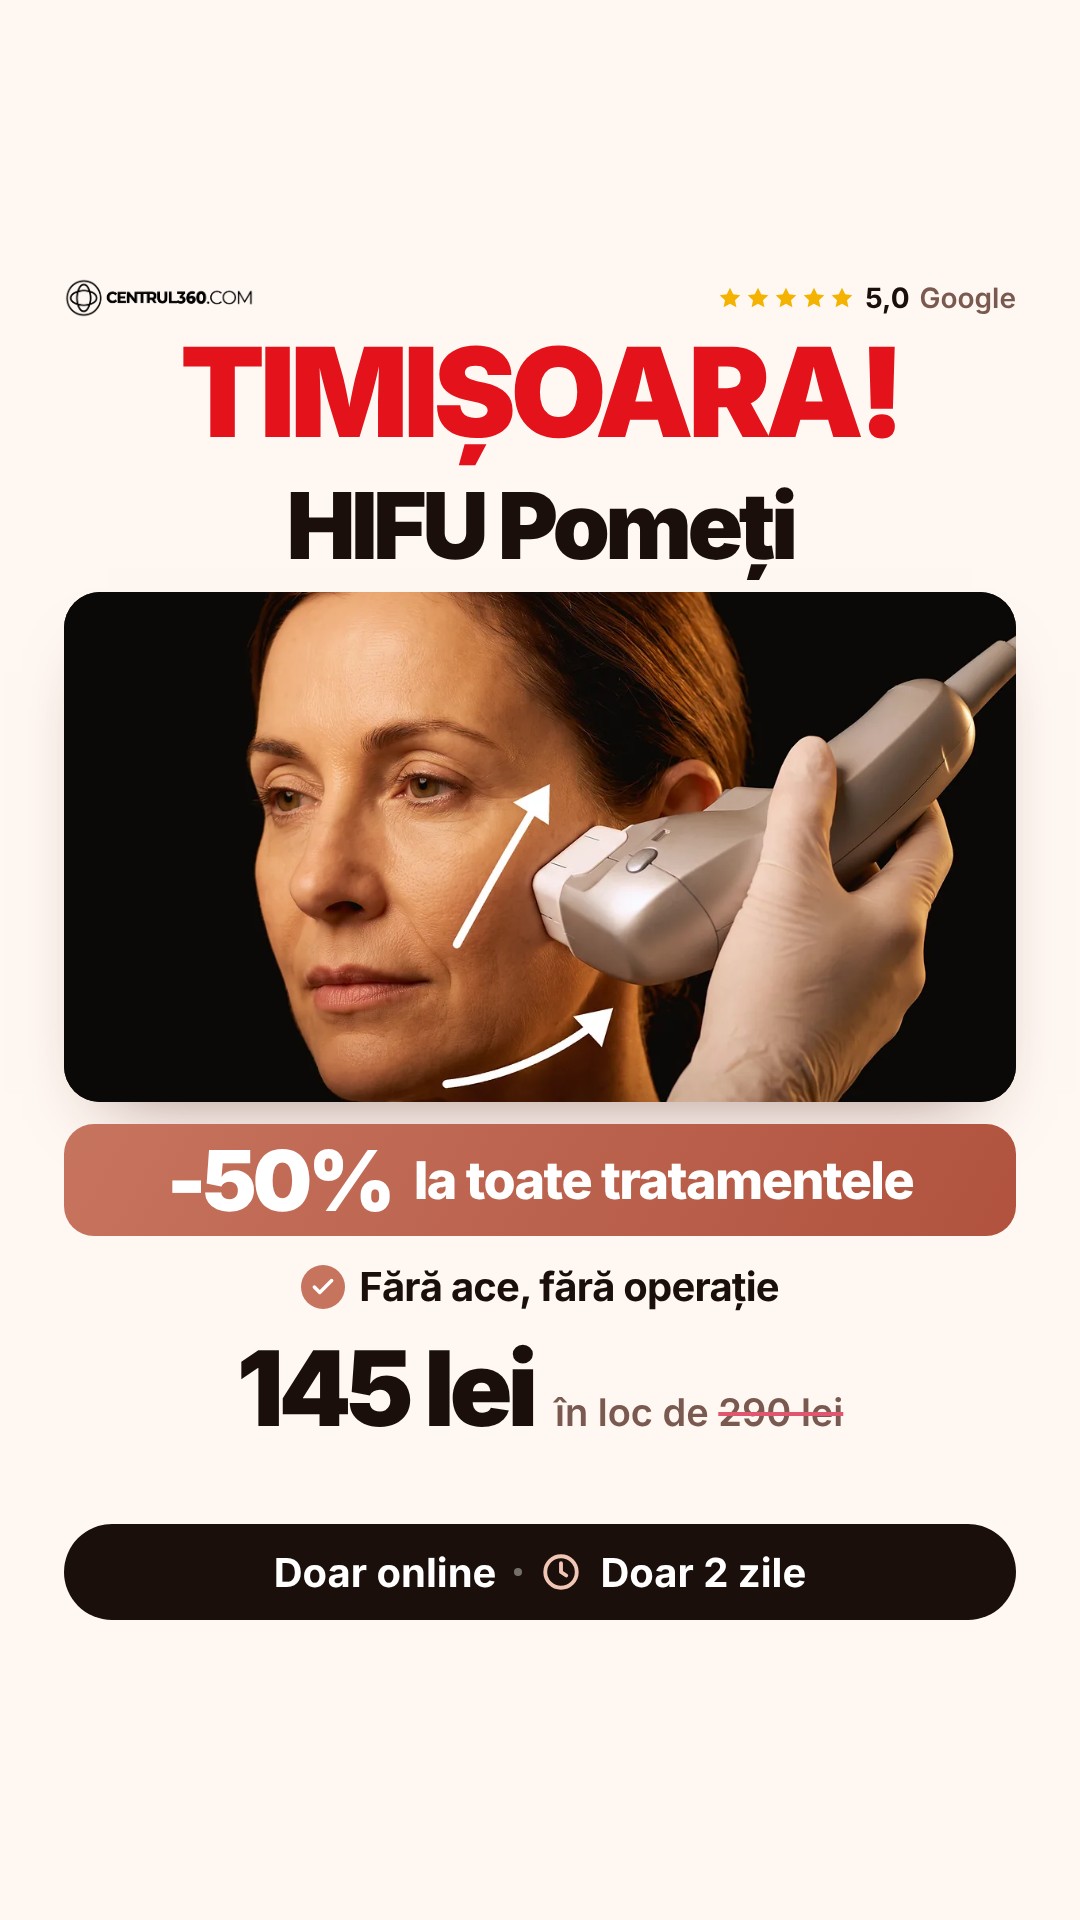 CENTRUL360.COM
5,0 Google
TIMIȘOARA!
HIFU Pomeți
-50% la toate tratamentele
Fără ace, fără operație
145 lei în loc de 290 lei
Doar online • Doar 2 zile